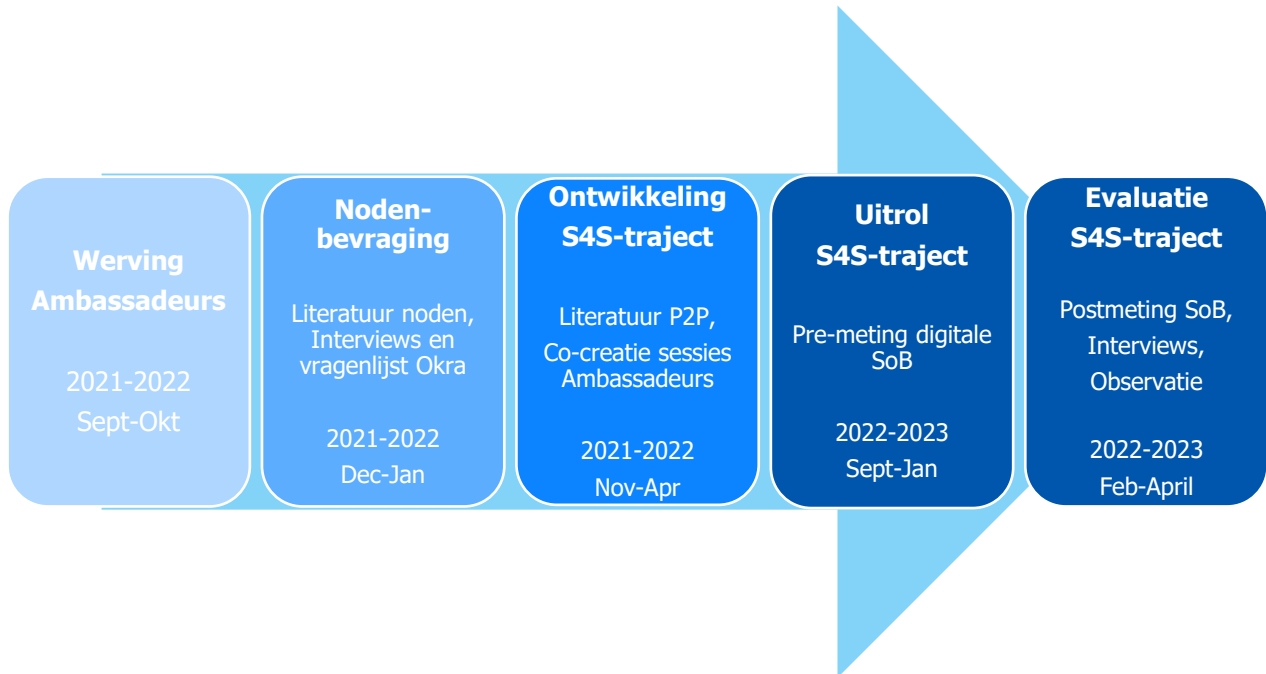 Werving
Ambassadeurs
2021-2022
Sept-Okt
Noden-
bevraging
Literatuur noden,
Interviews en
vragenlijst Okra
2021-2022
Dec-Jan
Ontwikkeling
S4S-traject
Literatuur P2P,
Co-creatie sessies
Ambassadeurs
2021-2022
Nov-Apr
Uitrol
S4S-traject
Pre-meting digitale
SoB
2022-2023
Sept-Jan
Evaluatie
S4S-traject
Postmeting SoB,
Interviews,
Observatie
2022-2023
Feb-April